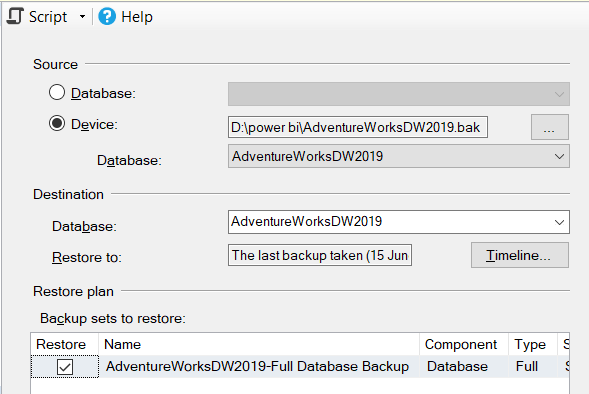 Script Help
Source
Database:
Device: D:\power bi\AdventureWorksDW2019.bak ...
Database: AdventureWorksDW2019
Destination
Database: AdventureWorksDW2019
Restore to: The last backup taken (15 Jun Timeline...
Restore plan
Backup sets to restore:
Restore Name Component Type S
AdventureWorksDW2019-Full Database Backup Database Full